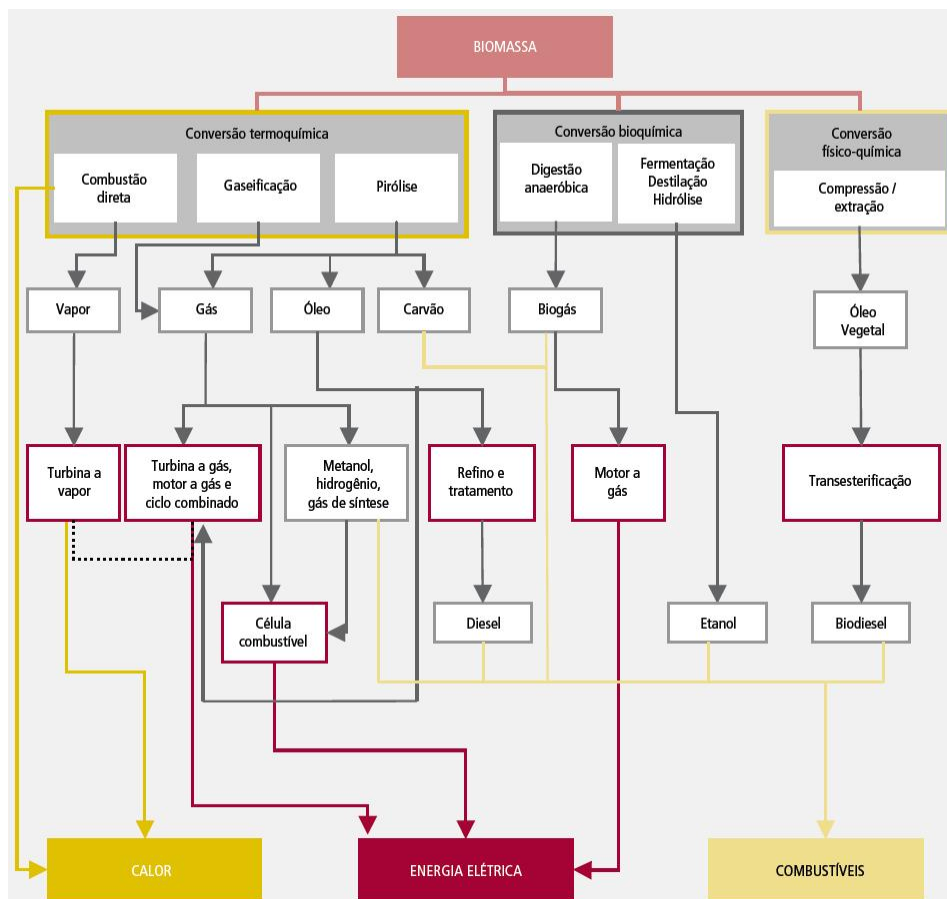 BIOMASSA
Conversão termoquímica
Combustão
direta
Gaseificação
Pirólise
Conversão bioquímica
Digestão
anaeróbica
Fermentação
Destilação
Hidrólise
Conversão
físico-química
Compressão /
extração
Vapor
Gás
Óleo
Carvão
Biogás
Óleo
Vegetal
Turbina a
vapor
Turbina a gás,
motor a gás e
ciclo combinado
Metanol,
hidrogênio,
gás de síntese
Refino e
tratamento
Motor a
gás
Transesterificação
Célula
combustível
Diesel
Etanol
Biodiesel
CALOR
ENERGIA ELÉTRICA
COMBUSTÍVEIS